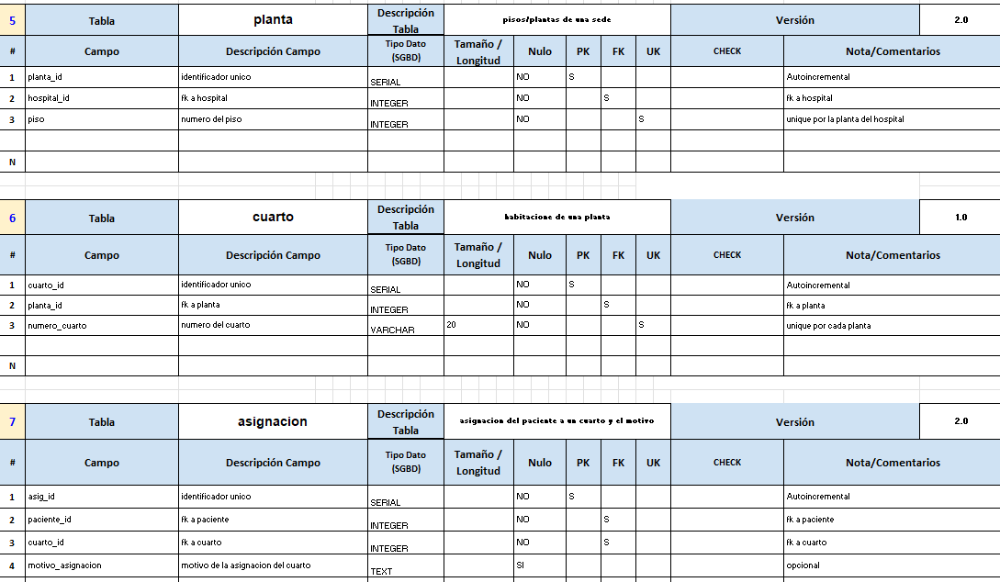 5 Tabla planta Descripción Tabla pisos/plantas de una sede Versión 2.0
# Campo Descripción Campo Tipo Dato (SGBD) Tamaño / Longitud Nulo PK FK UK CHECK Nota/Comentarios
1 planta_id identificador unico SERIAL NO S Autoincremental
2 hospital_id fk a hospital INTEGER NO S fk a hospital
3 piso numero del piso INTEGER NO S unique por la planta del hospital
N
6 Tabla cuarto Descripción Tabla habitacione de una planta Versión 1.0
# Campo Descripción Campo Tipo Dato (SGBD) Tamaño / Longitud Nulo PK FK UK CHECK Nota/Comentarios
1 cuarto_id identificador unico SERIAL NO S Autoincremental
2 planta_id fk a planta INTEGER NO S fk a planta
3 numero_cuarto numero del cuarto VARCHAR 20 NO S unique por cada planta
N
7 Tabla asignacion Descripción Tabla asignacion del paciente a un cuarto y el motivo Versión 2.0
# Campo Descripción Campo Tipo Dato (SGBD) Tamaño / Longitud Nulo PK FK UK CHECK Nota/Comentarios
1 asig_id identificador unico SERIAL NO S Autoincremental
2 paciente_id fk a paciente INTEGER NO S fk a paciente
3 cuarto_id fk a cuarto INTEGER NO S fk a cuarto
4 motivo_asignacion motivo de la asignacion del cuarto TEXT SI opcional